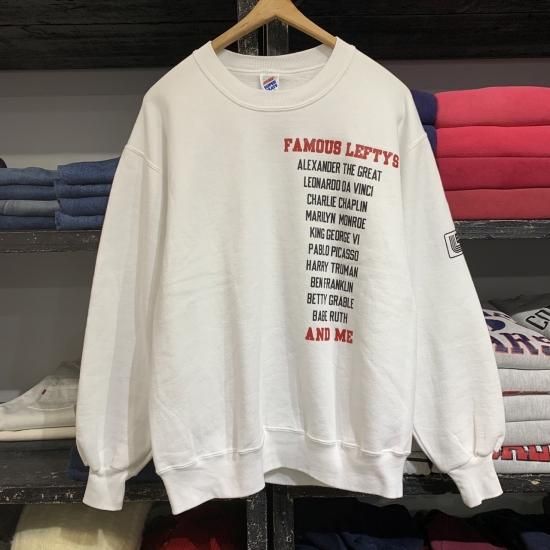 FAMOUS LEFTYS
ALEXANDER THE GREAT
LEONARDO DA VINCI
CHARLIE CHAPLIN
MARILYN MONROE
KING GEORGE VI
PABLO PICASSO
HARRY TRUMAN
BEN FRANKLIN
BETTY GRABLE
BABE RUTH
AND ME